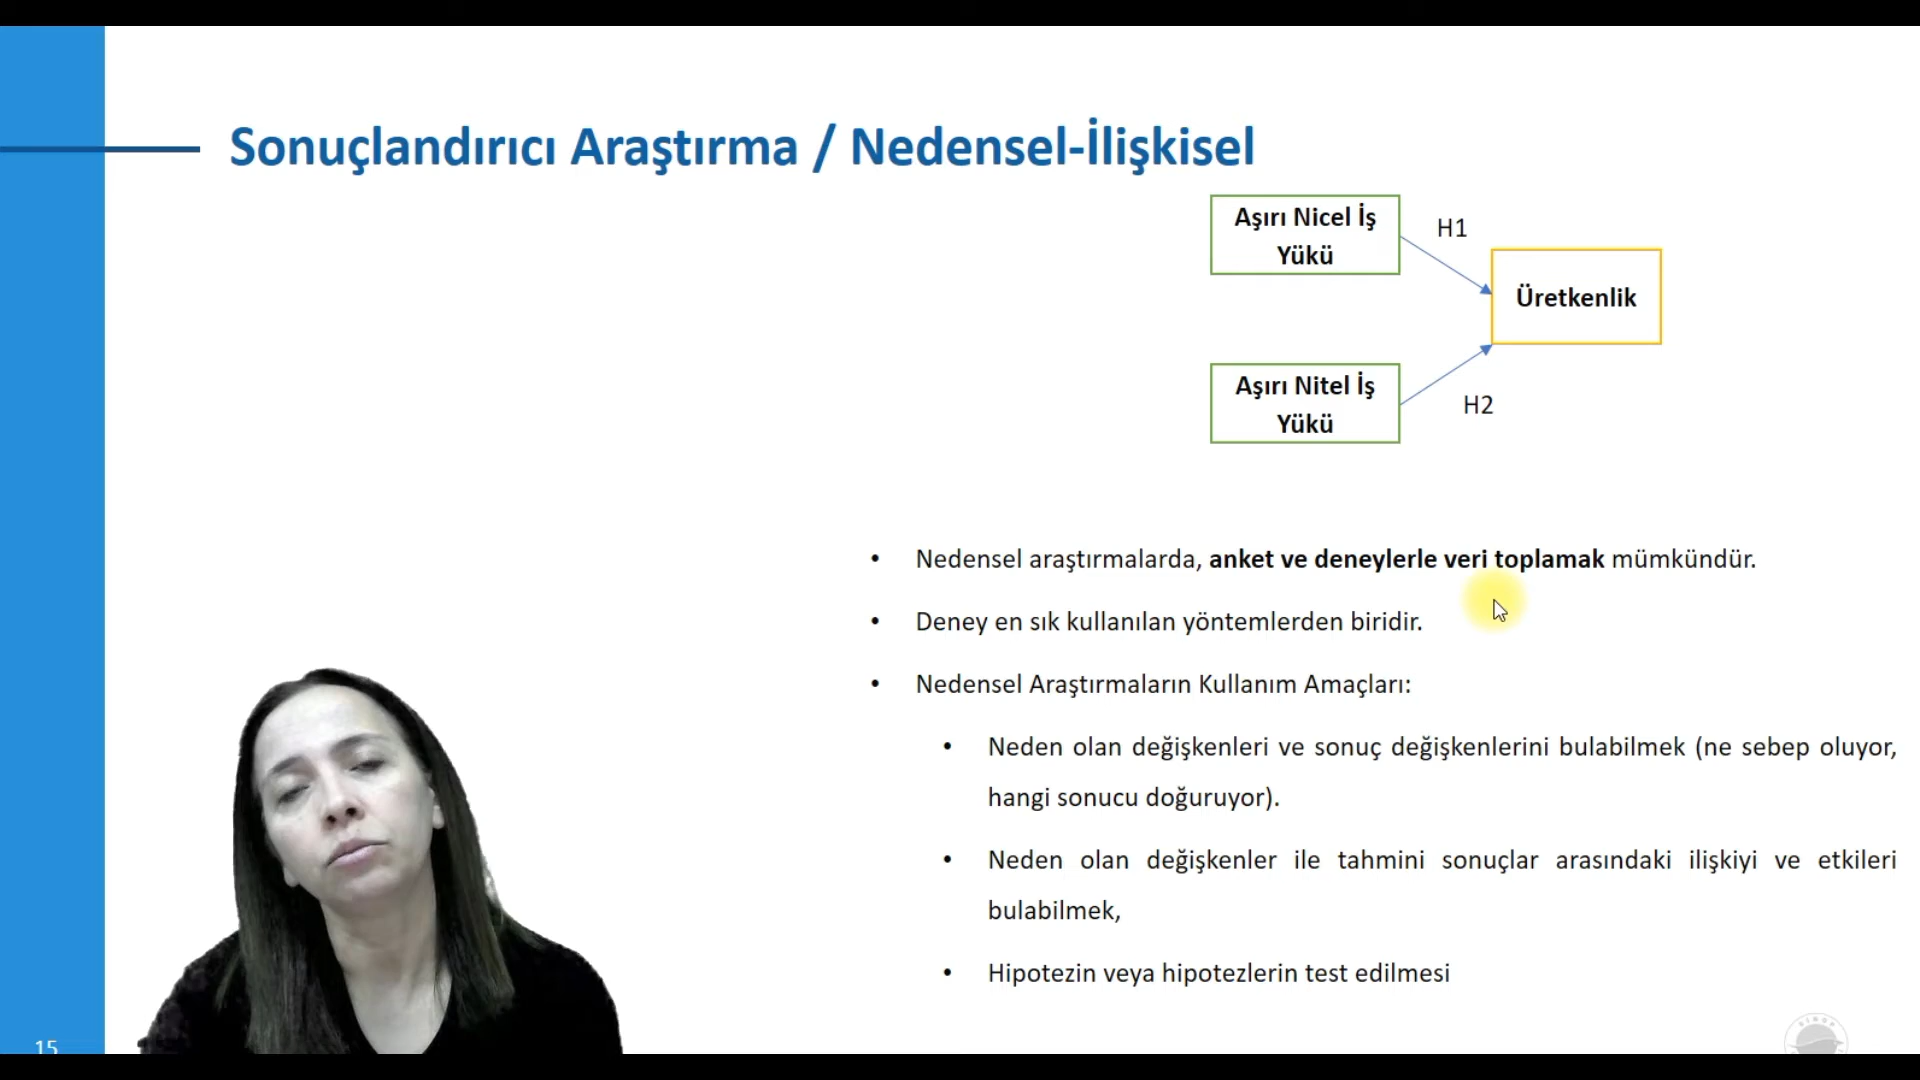 Sonuçlandırıcı Araştırma / Nedensel-İlişkisel
Aşırı Nicel İş
Yükü
H1
Üretkenlik
Aşırı Nitel İş
Yükü
H2
• Nedensel araştırmalarda, anket ve deneylerle veri toplamak mümkündür.
• Deney en sık kullanılan yöntemlerden biridir.
• Nedensel Araştırmaların Kullanım Amaçları:
• Neden olan değişkenleri ve sonuç değişkenlerini bulabilmek (ne sebep oluyor,
hangi sonucu doğuruyor).
• Neden olan değişkenler ile tahmini sonuçlar arasındaki ilişkiyi ve etkileri
bulabilmek,
• Hipotezin veya hipotezlerin test edilmesi
15
SINOP